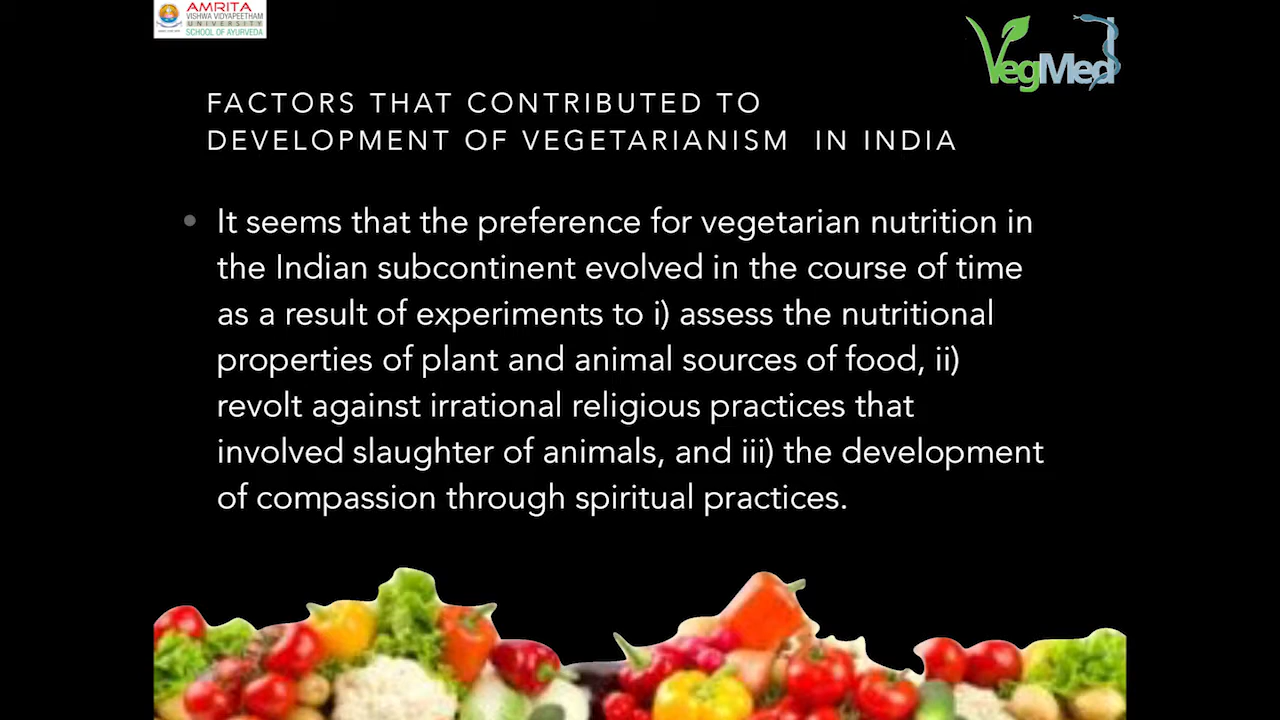 AMRITA
VISHWA VIDYAPEETHAM
UNIVERSITY
SCHOOL OF AYURVEDA
VegMed
FACTORS THAT CONTRIBUTED TO
DEVELOPMENT OF VEGETARIANISM IN INDIA
• It seems that the preference for vegetarian nutrition in
the Indian subcontinent evolved in the course of time
as a result of experiments to i) assess the nutritional
properties of plant and animal sources of food, ii)
revolt against irrational religious practices that
involved slaughter of animals, and iii) the development
of compassion through spiritual practices.